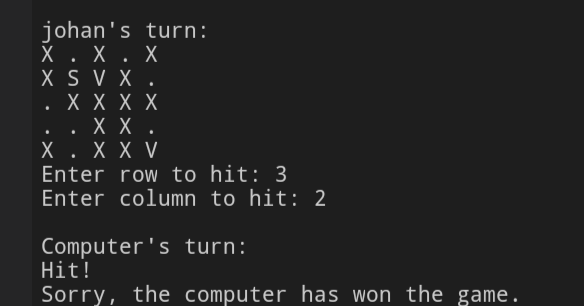 johan's turn:
X . X . X
X S V X .
. X X X X
. . X X .
X . X X V
Enter row to hit: 3
Enter column to hit: 2
Computer's turn:
Hit!
Sorry, the computer has won the game.